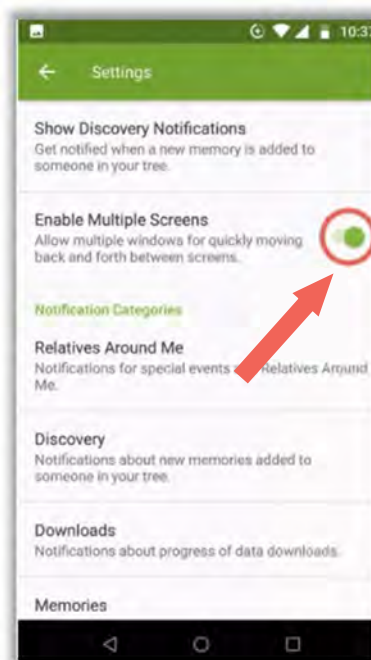 10:3
Settings
Show Discovery Notifications
Get notified when a new memory is added to
someone in your tree.
Enable Multiple Screens
Allow multiple windows for quickly moving
back and forth between screens.
Notification Categories
Relatives Around Me
Notifications for special events Relatives Around
Me.
Discovery
Notifications about new memories added to
someone in your tree.
Downloads
Notifications about progress of data downloads.
Memories